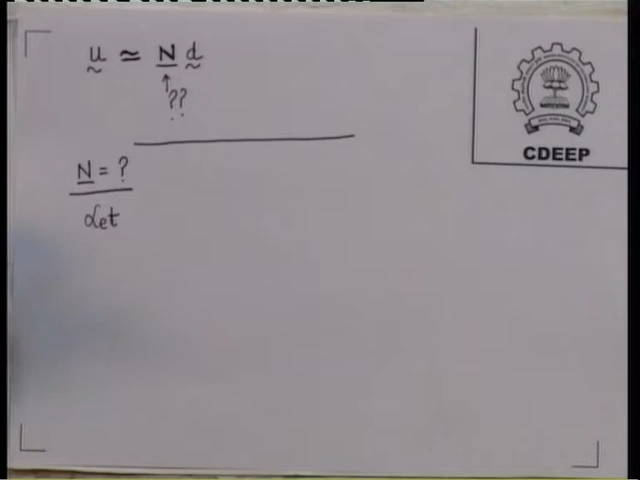 u ≃ N d
↑
??
N = ?
Let
CDEEP